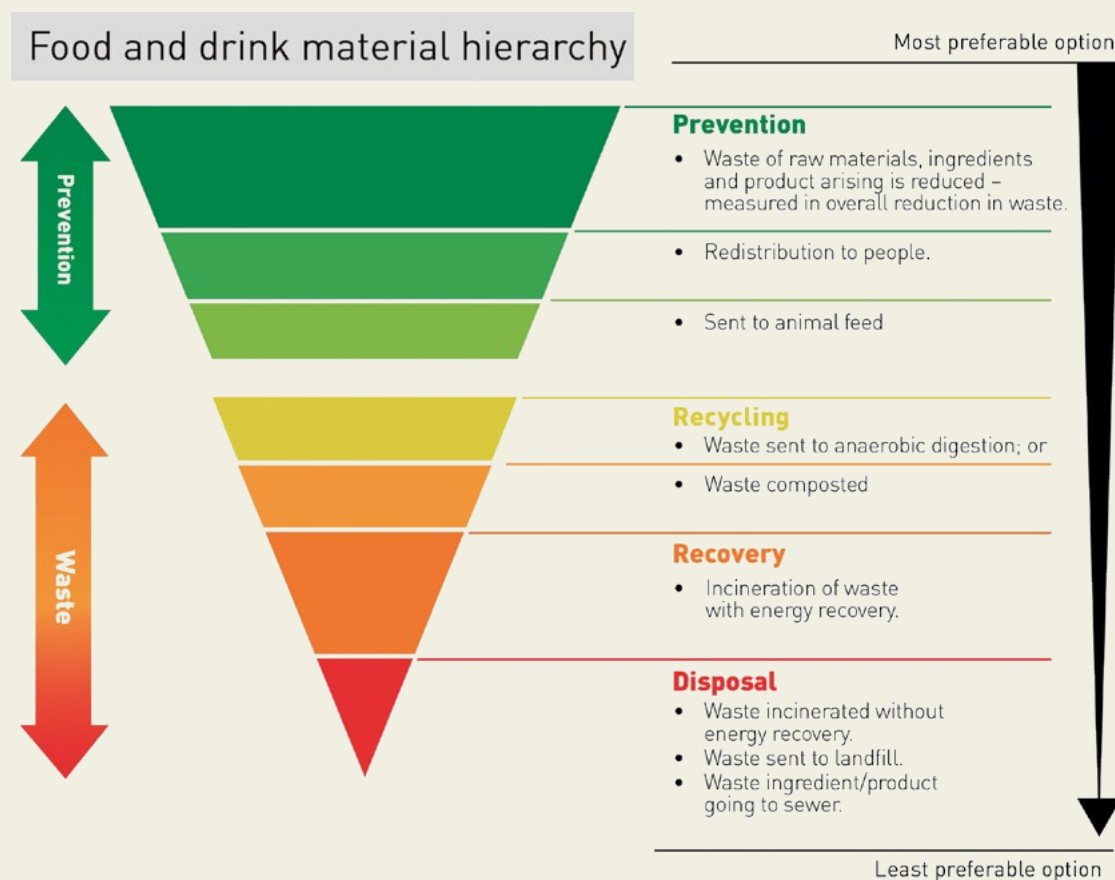 Food and drink material hierarchy
Most preferable option
Prevention
Prevention
• Waste of raw materials, ingredients
and product arising is reduced –
measured in overall reduction in waste.
• Redistribution to people.
• Sent to animal feed
Waste
Recycling
• Waste sent to anaerobic digestion; or
• Waste composted
Recovery
• Incineration of waste
with energy recovery.
Disposal
• Waste incinerated without
energy recovery.
• Waste sent to landfill.
• Waste ingredient/product
going to sewer.
Least preferable option